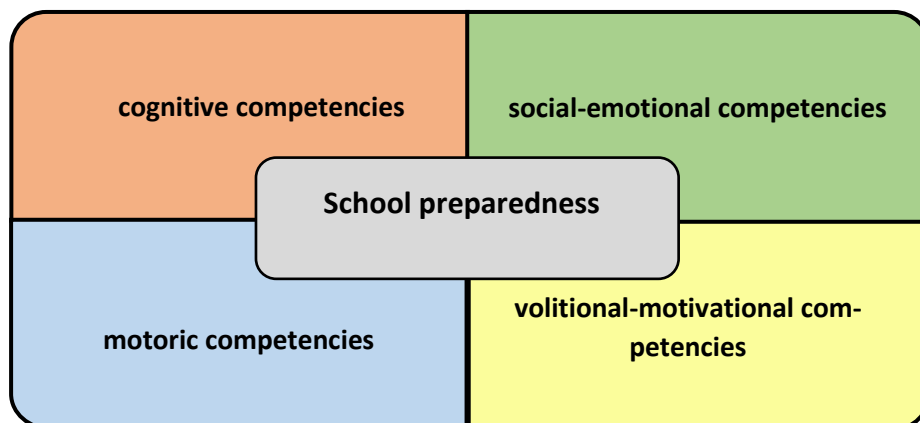 cognitive competencies
social-emotional competencies
School preparedness
motoric competencies
volitional-motivational com-
petencies